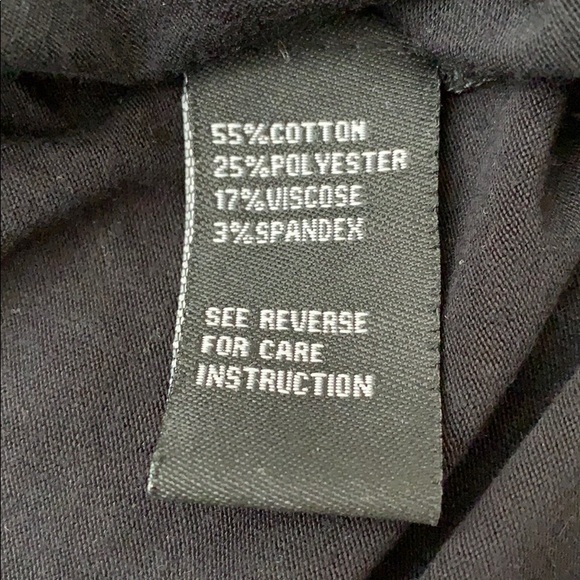 55%COTTON
25%POLYESTER
17%VISCOSE
3%SPANDEX
SEE REVERSE
FOR CARE
INSTRUCTION